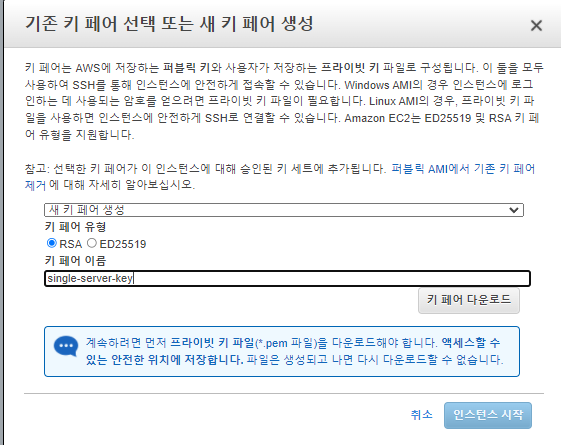 기존 키 페어 선택 또는 새 키 페어 생성
키 페어는 AWS에 저장하는 퍼블릭 키와 사용자가 저장하는 프라이빗 키 파일로 구성됩니다. 이 둘을 모두
사용하여 SSH를 통해 인스턴스에 안전하게 접속할 수 있습니다. Windows AMI의 경우 인스턴스에 로그
인하는 데 사용되는 암호를 얻으려면 프라이빗 키 파일이 필요합니다. Linux AMI의 경우, 프라이빗 키 파
일을 사용하면 인스턴스에 안전하게 SSH로 연결할 수 있습니다. Amazon EC2는 ED25519 및 RSA 키 페
어 유형을 지원합니다.
참고: 선택한 키 페어가 이 인스턴스에 대해 승인된 키 세트에 추가됩니다. 퍼블릭 AMI에서 기존 키 페어
제거 에 대해 자세히 알아보십시오.
새 키 페어 생성
키 페어 유형
RSA ED25519
키 페어 이름
single-server-key
키 페어 다운로드
계속하려면 먼저 프라이빗 키 파일(*.pem 파일)을 다운로드해야 합니다. 액세스할 수
있는 안전한 위치에 저장합니다. 파일은 생성되고 나면 다시 다운로드할 수 없습니다.
취소 인스턴스 시작